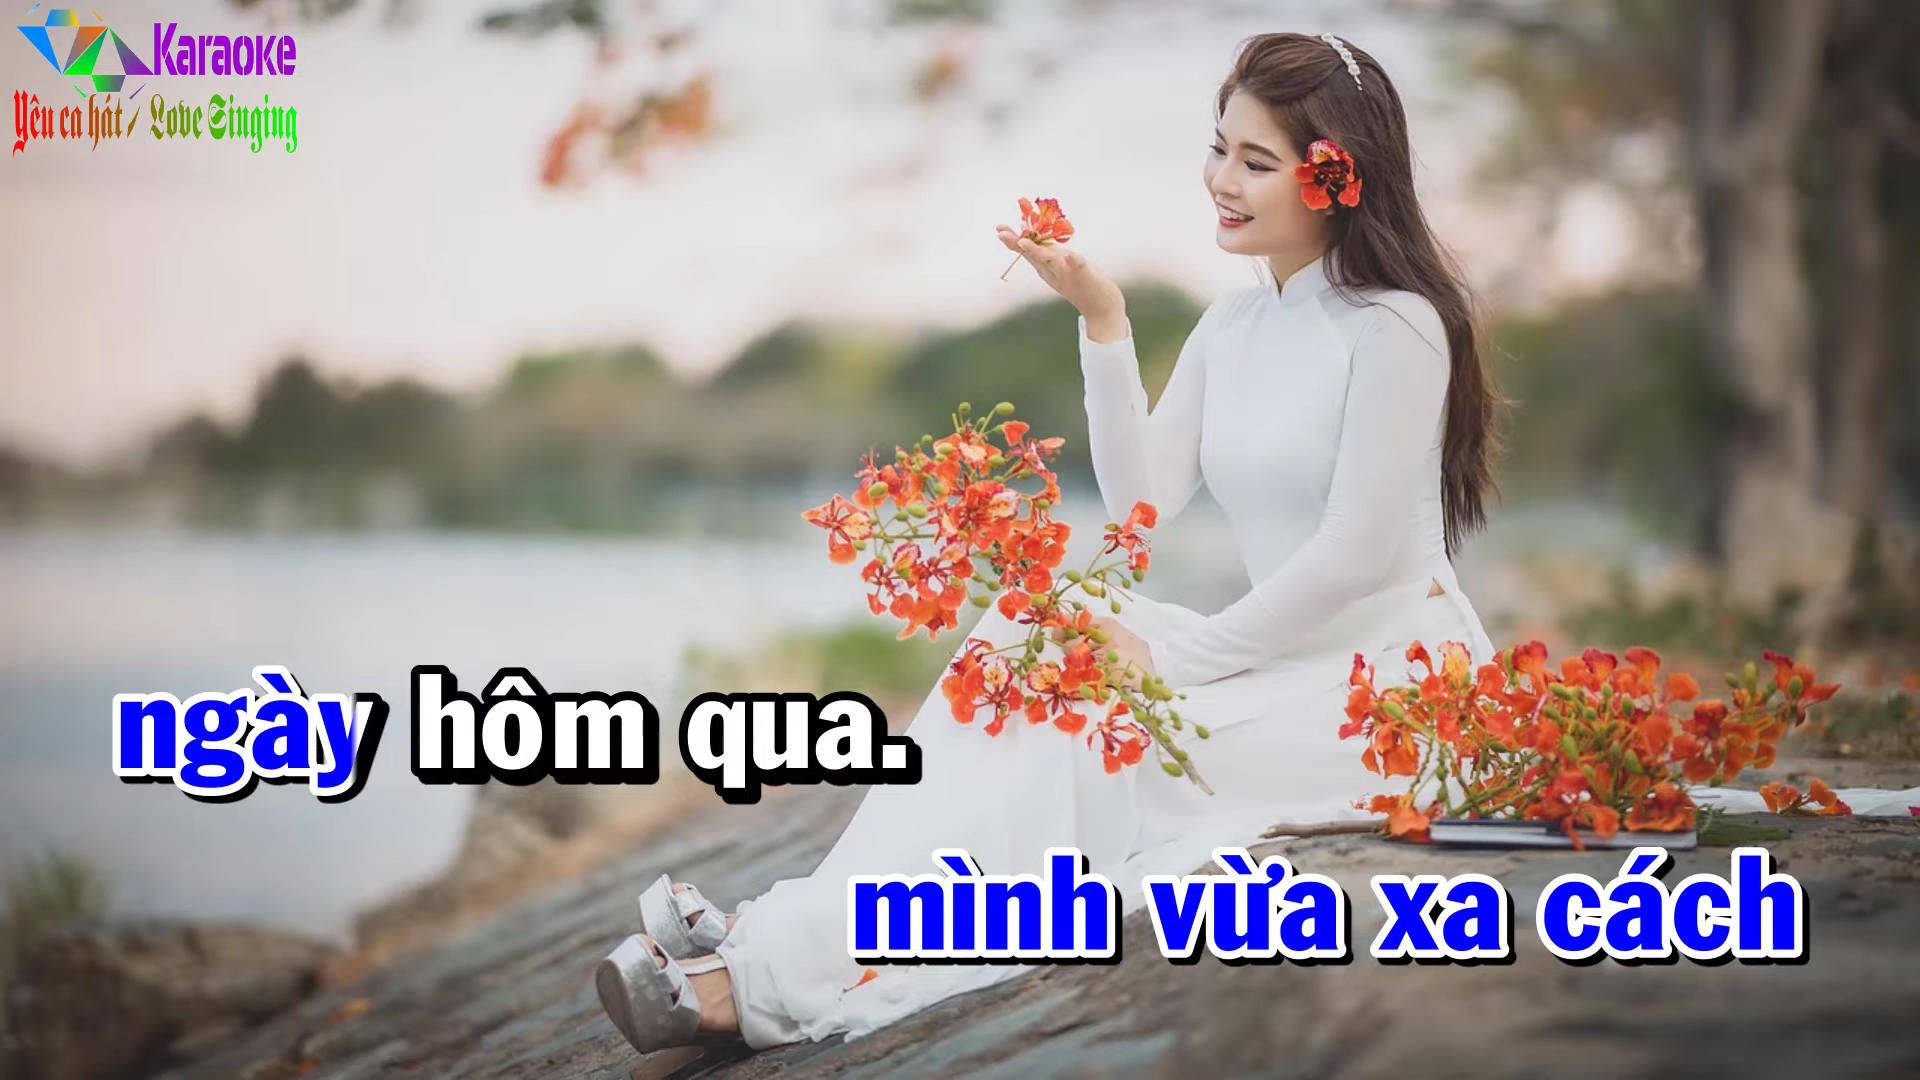 Karaoke
Yêu ca hát / Love Singing
ngày hôm qua.
mình vừa xa cách